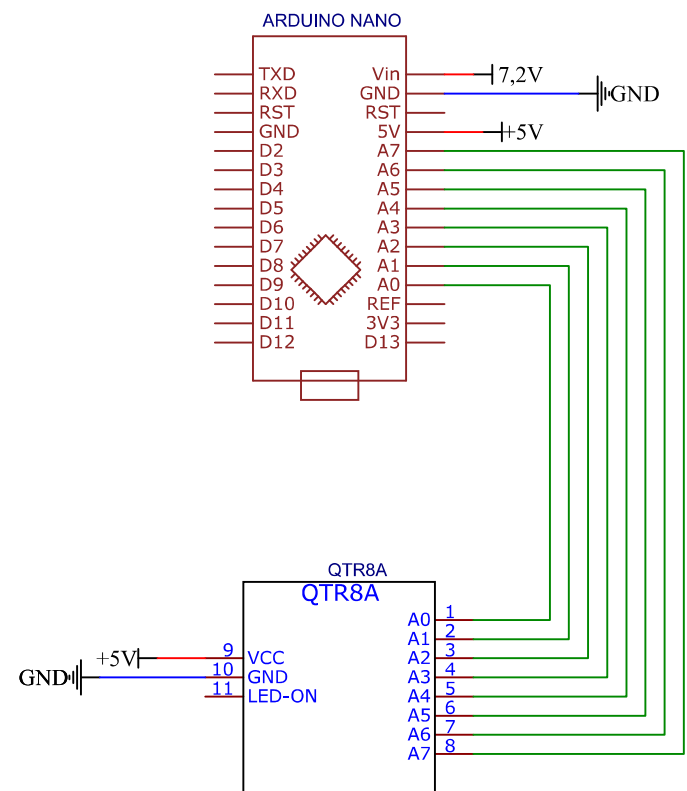 ARDUINO NANO
TXD Vin 7,2V
RXD GND GND
RST RST
GND 5V +5V
D2 A7
D3 A6
D4 A5
D5 A4
D6 A3
D7 A2
D8 A1
D9 A0
D10 REF
D11 3V3
D12 D13
QTR8A
QTR8A
A0 1
A1 2
+5V 9 VCC A2 3
GND 10 GND A3 4
11 LED-ON A4 5
A5 6
A6 7
A7 8